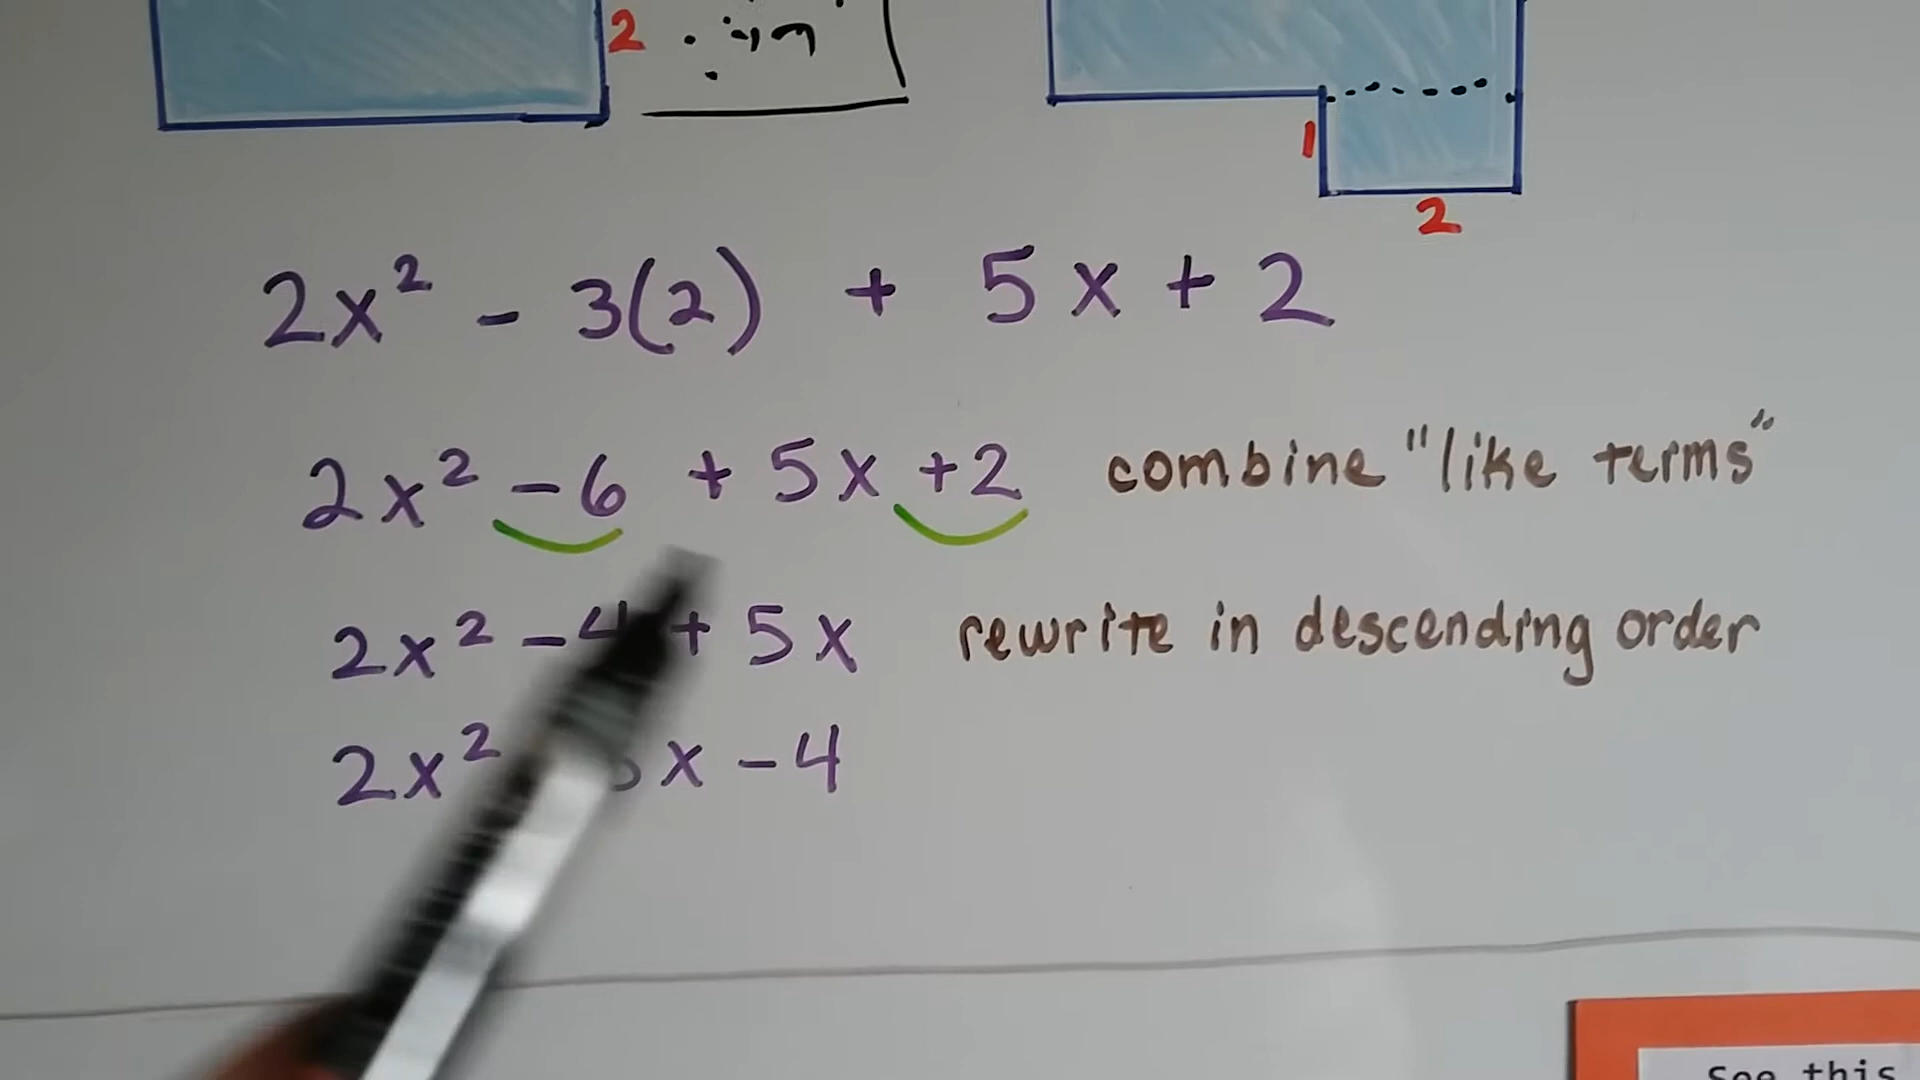 2
1
2
2x² - 3(2) + 5x + 2
2x² - 6 + 5x + 2 combine "like terms"
2x² - 4 + 5x rewrite in descending order
2x² x - 4
See this